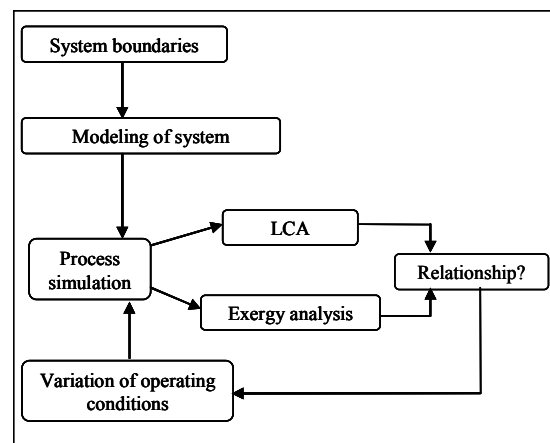 System boundaries
Modeling of system
LCA
Process
simulation
Relationship?
Exergy analysis
Variation of operating
conditions